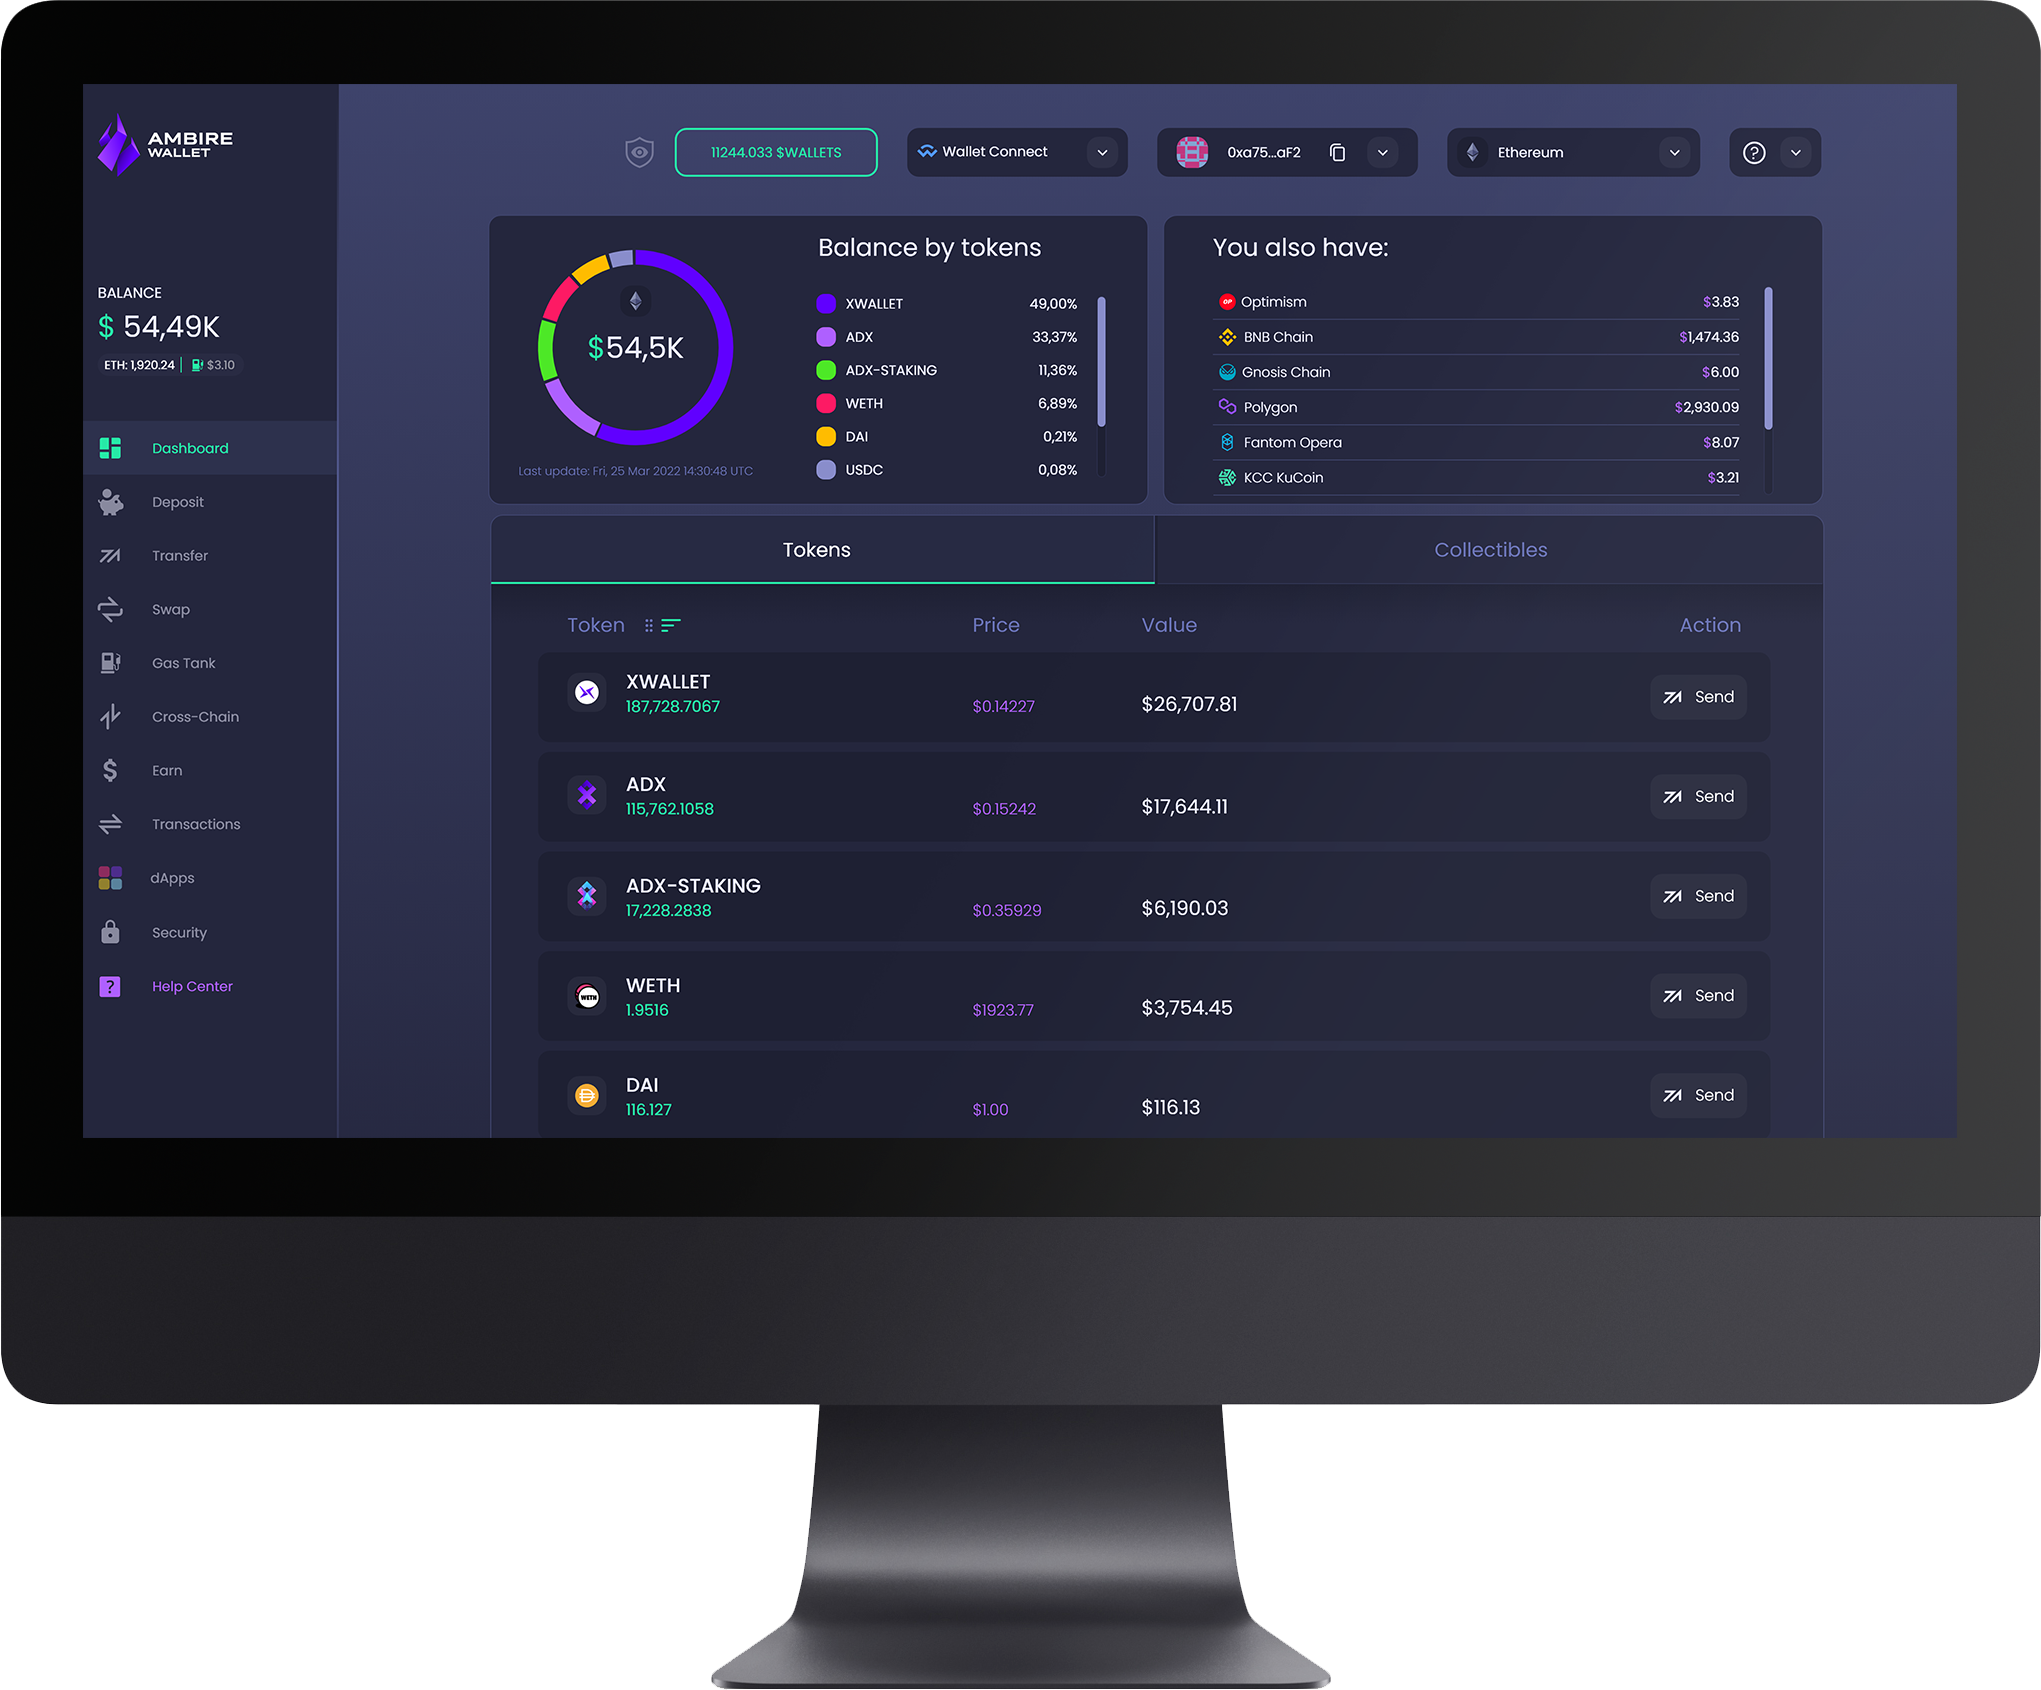 AMBIRE
WALLET
11244.033 $WALLETS
Wallet Connect
0xa75...aF2
Ethereum
?
BALANCE
$ 54,49K
ETH: 1,920.24 $3.10
Dashboard
Deposit
Transfer
Swap
Gas Tank
Cross-Chain
Earn
Transactions
dApps
Security
? Help Center
$54,5K
Last update: Fri, 25 Mar 2022 14:30:48 UTC
Balance by tokens
XWALLET 49,00%
ADX 33,37%
ADX-STAKING 11,36%
WETH 6,89%
DAI 0,21%
USDC 0,08%
You also have:
OP Optimism $3.83
BNB Chain $1,474.36
Gnosis Chain $6.00
Polygon $2,930.09
Fantom Opera $8.07
KCC KuCoin $3.21
Tokens Collectibles
Token Price Value Action
XWALLET
187,728.7067 $0.14227 $26,707.81 Send
ADX
115,762.1058 $0.15242 $17,644.11 Send
ADX-STAKING
17,228.2838 $0.35929 $6,190.03 Send
WETH
WETH
1.9516 $1923.77 $3,754.45 Send
DAI
116.127 $1.00 $116.13 Send